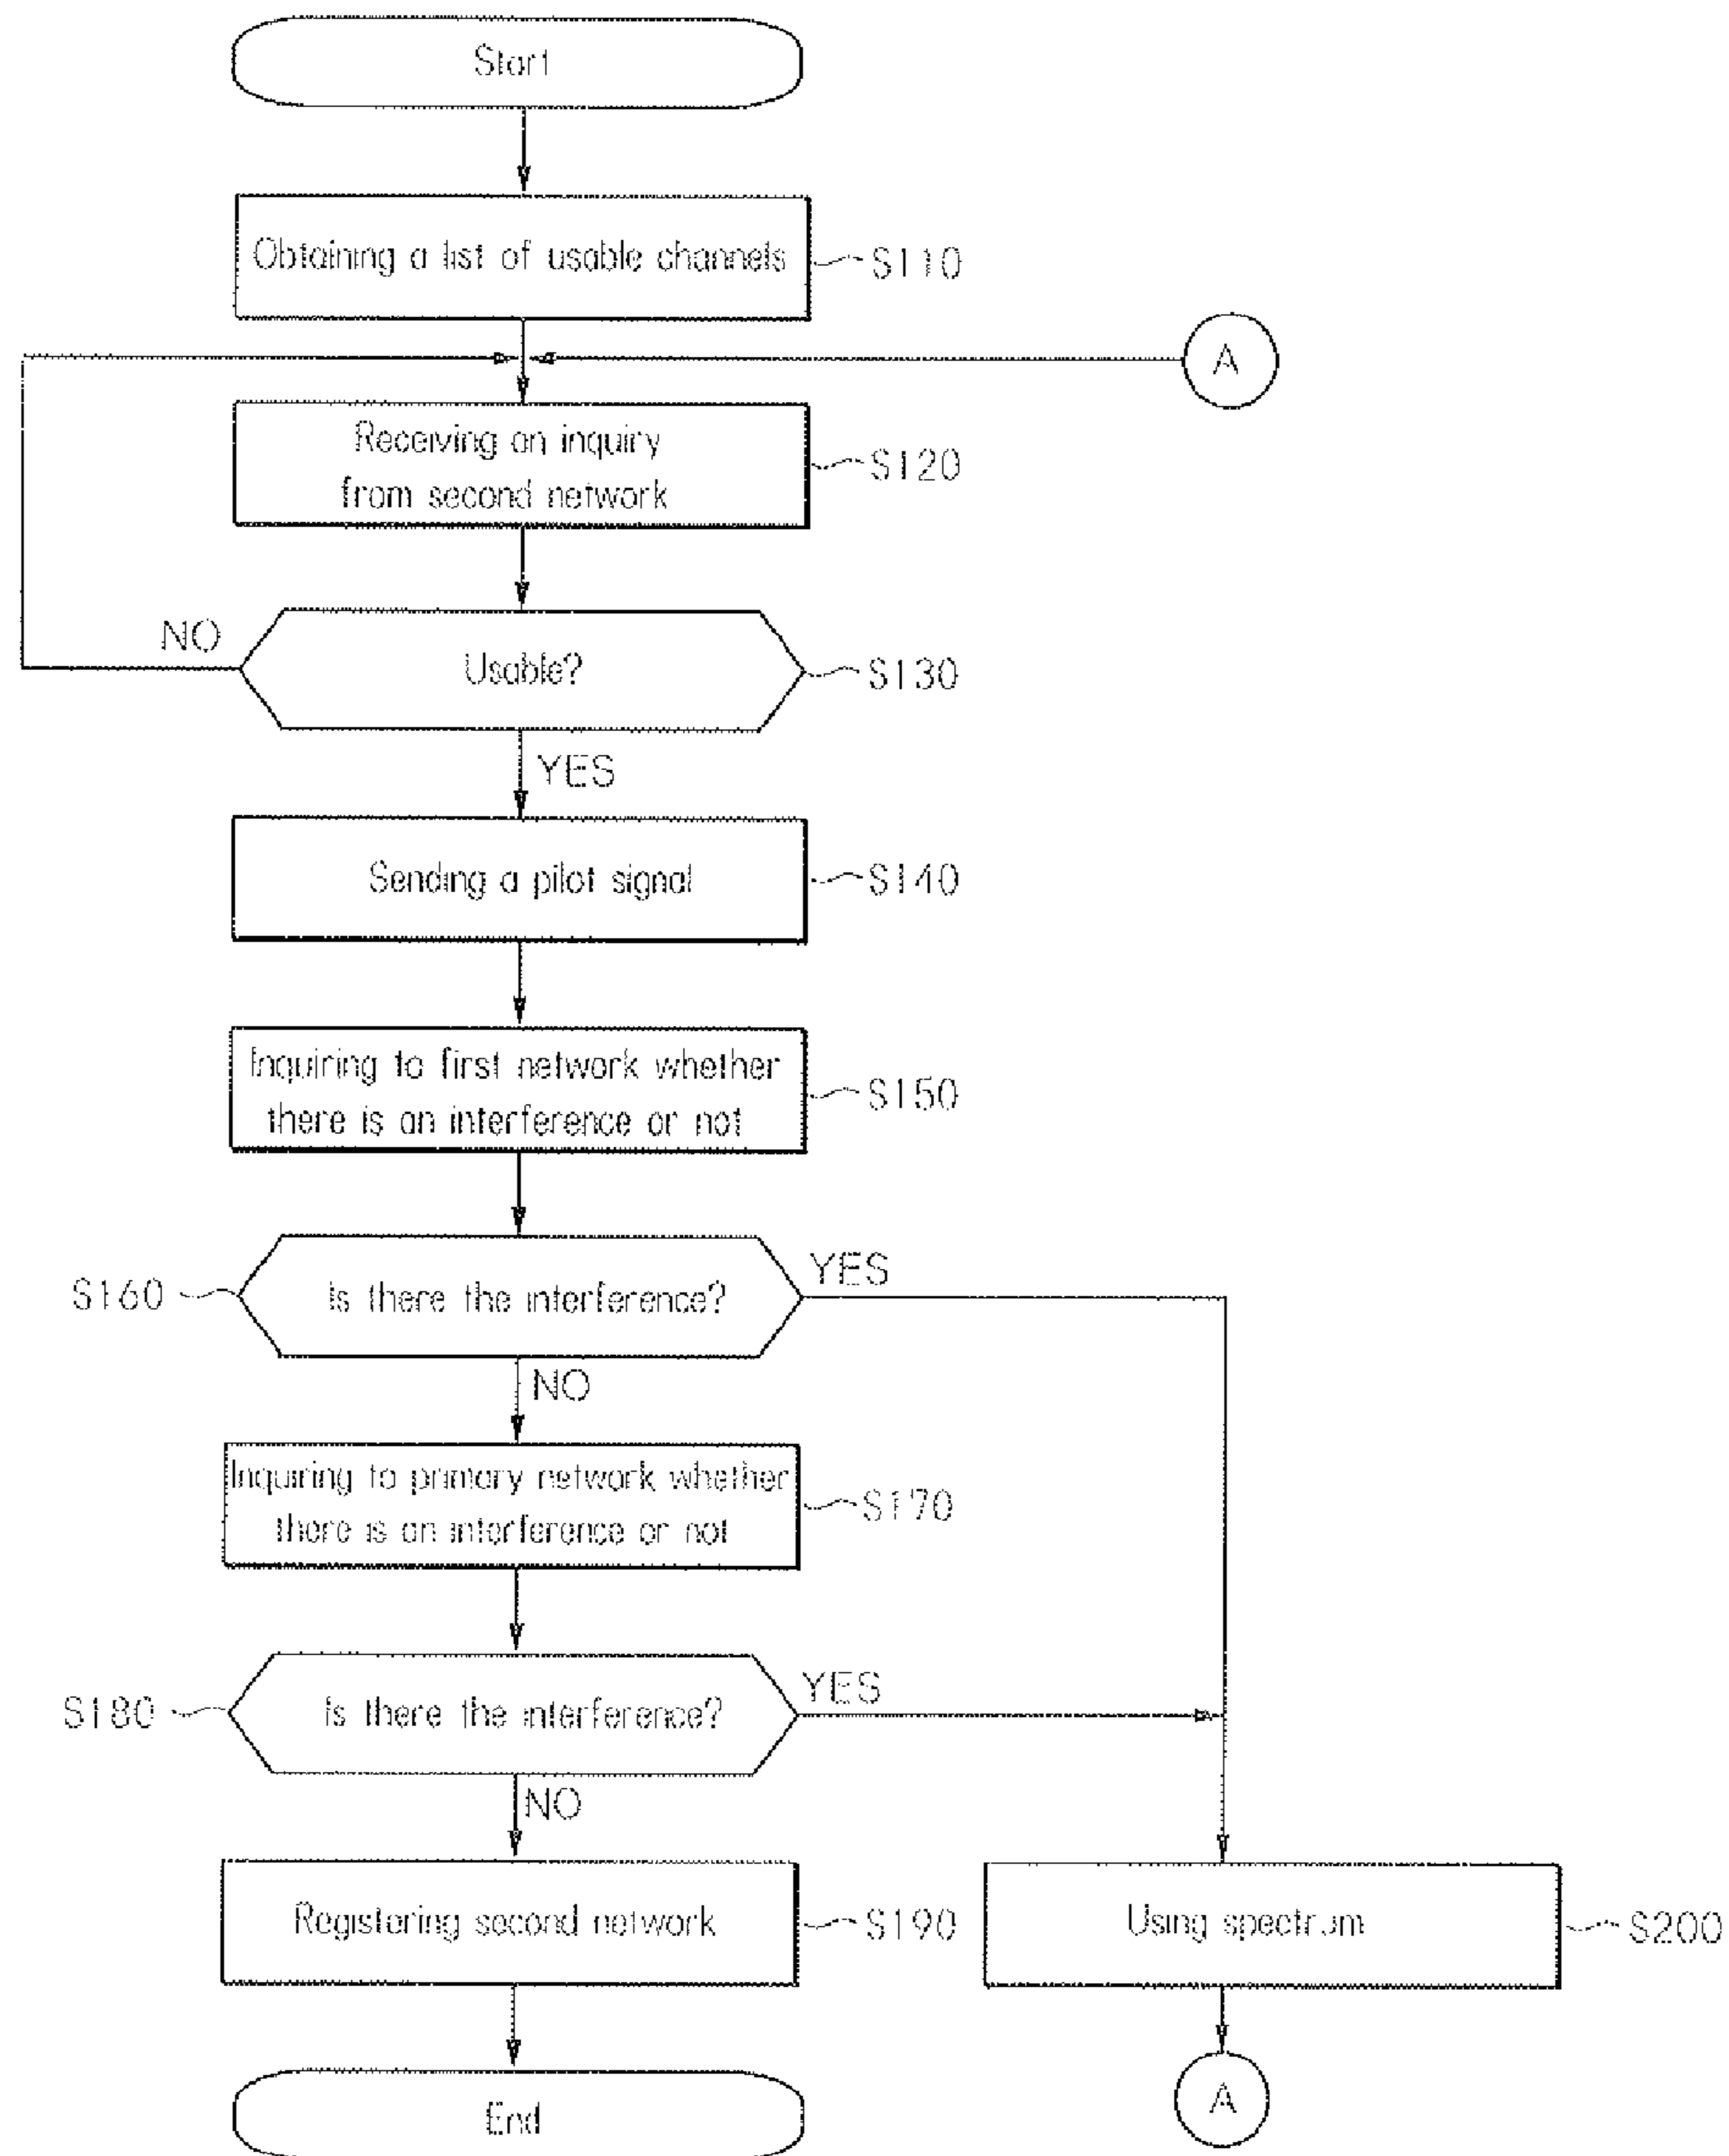 Start
Obtaining a list of usable channels
S110
A
Receiving an inquiry
from second network
S120
NO
Usable?
S130
YES
Sending a pilot signal
S140
Inquiring to first network whether
there is an interference or not
S150
S160
Is there the interference?
YES
NO
Inquiring to primary network whether
there is an interference or not
S170
S180
Is there the interference?
YES
NO
Registering second network
S190
Using spectrum
S200
End
A